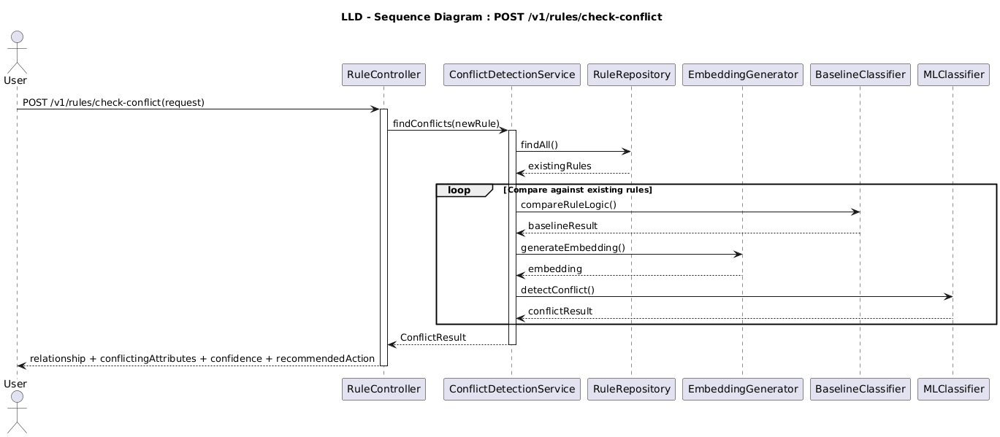 LLD - Sequence Diagram : POST /v1/rules/check-conflict
User
RuleController
ConflictDetectionService
RuleRepository
EmbeddingGenerator
BaselineClassifier
MLClassifier
POST /v1/rules/check-conflict(request)
findConflicts(newRule)
findAll()
existingRules
loop
[Compare against existing rules]
compareRuleLogic()
baselineResult
generateEmbedding()
embedding
detectConflict()
conflictResult
ConflictResult
relationship + conflictingAttributes + confidence + recommendedAction
User
RuleController
ConflictDetectionService
RuleRepository
EmbeddingGenerator
BaselineClassifier
MLClassifier